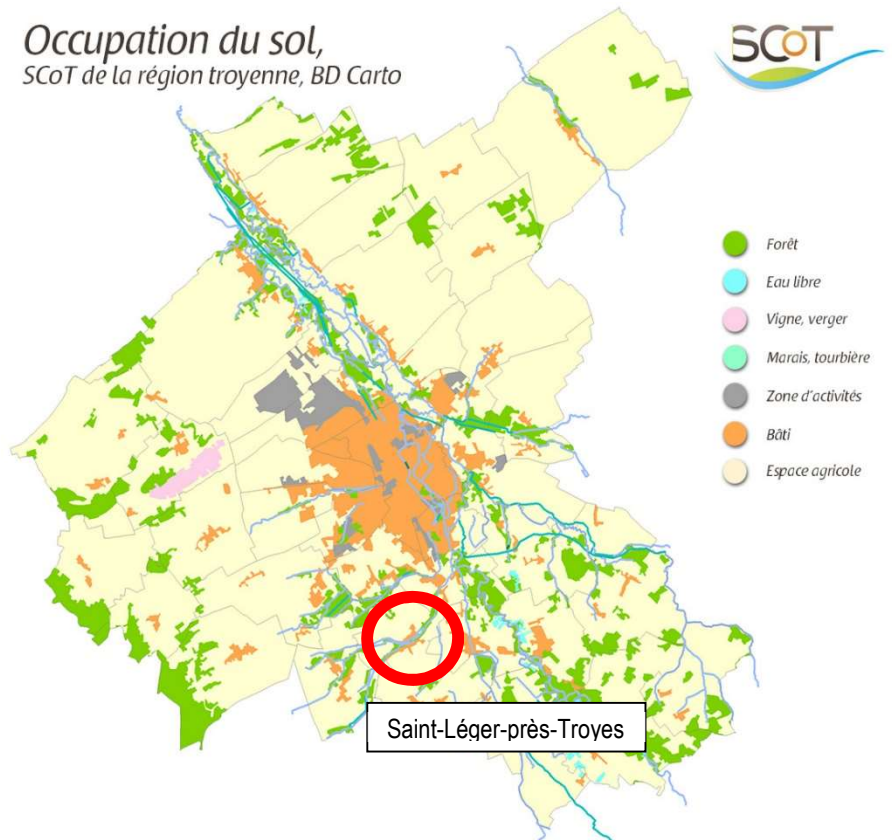 Occupation du sol,
SCoT de la région troyenne, BD Carto
SCoT
Forêt
Eau libre
Vigne, verger
Marais, tourbière
Zone d'activités
Bâti
Espace agricole
Saint-Léger-près-Troyes